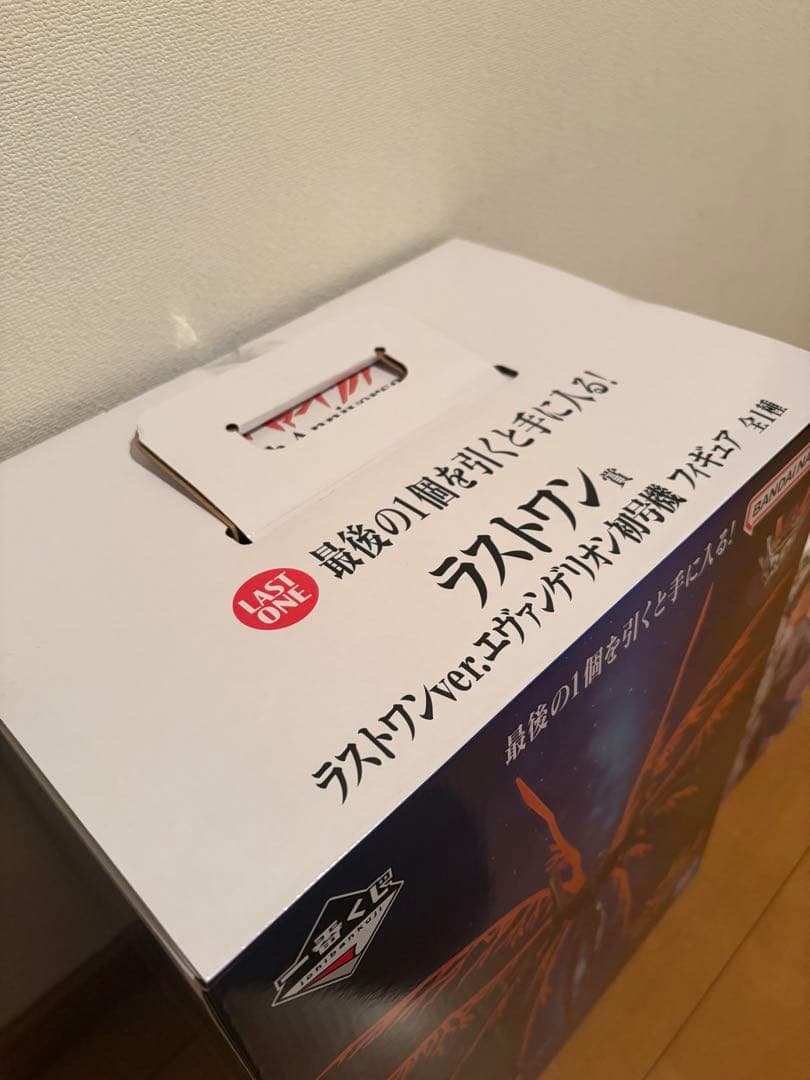 LAST
ONE
最後の1個を引くと手に入る!
ラストワン賞
ラストワンver.エヴァンゲリオン初号機 フィギュア 全1種
BANDAI
最後の1個を引くと手に入る!
一番くじ
ichibankuji